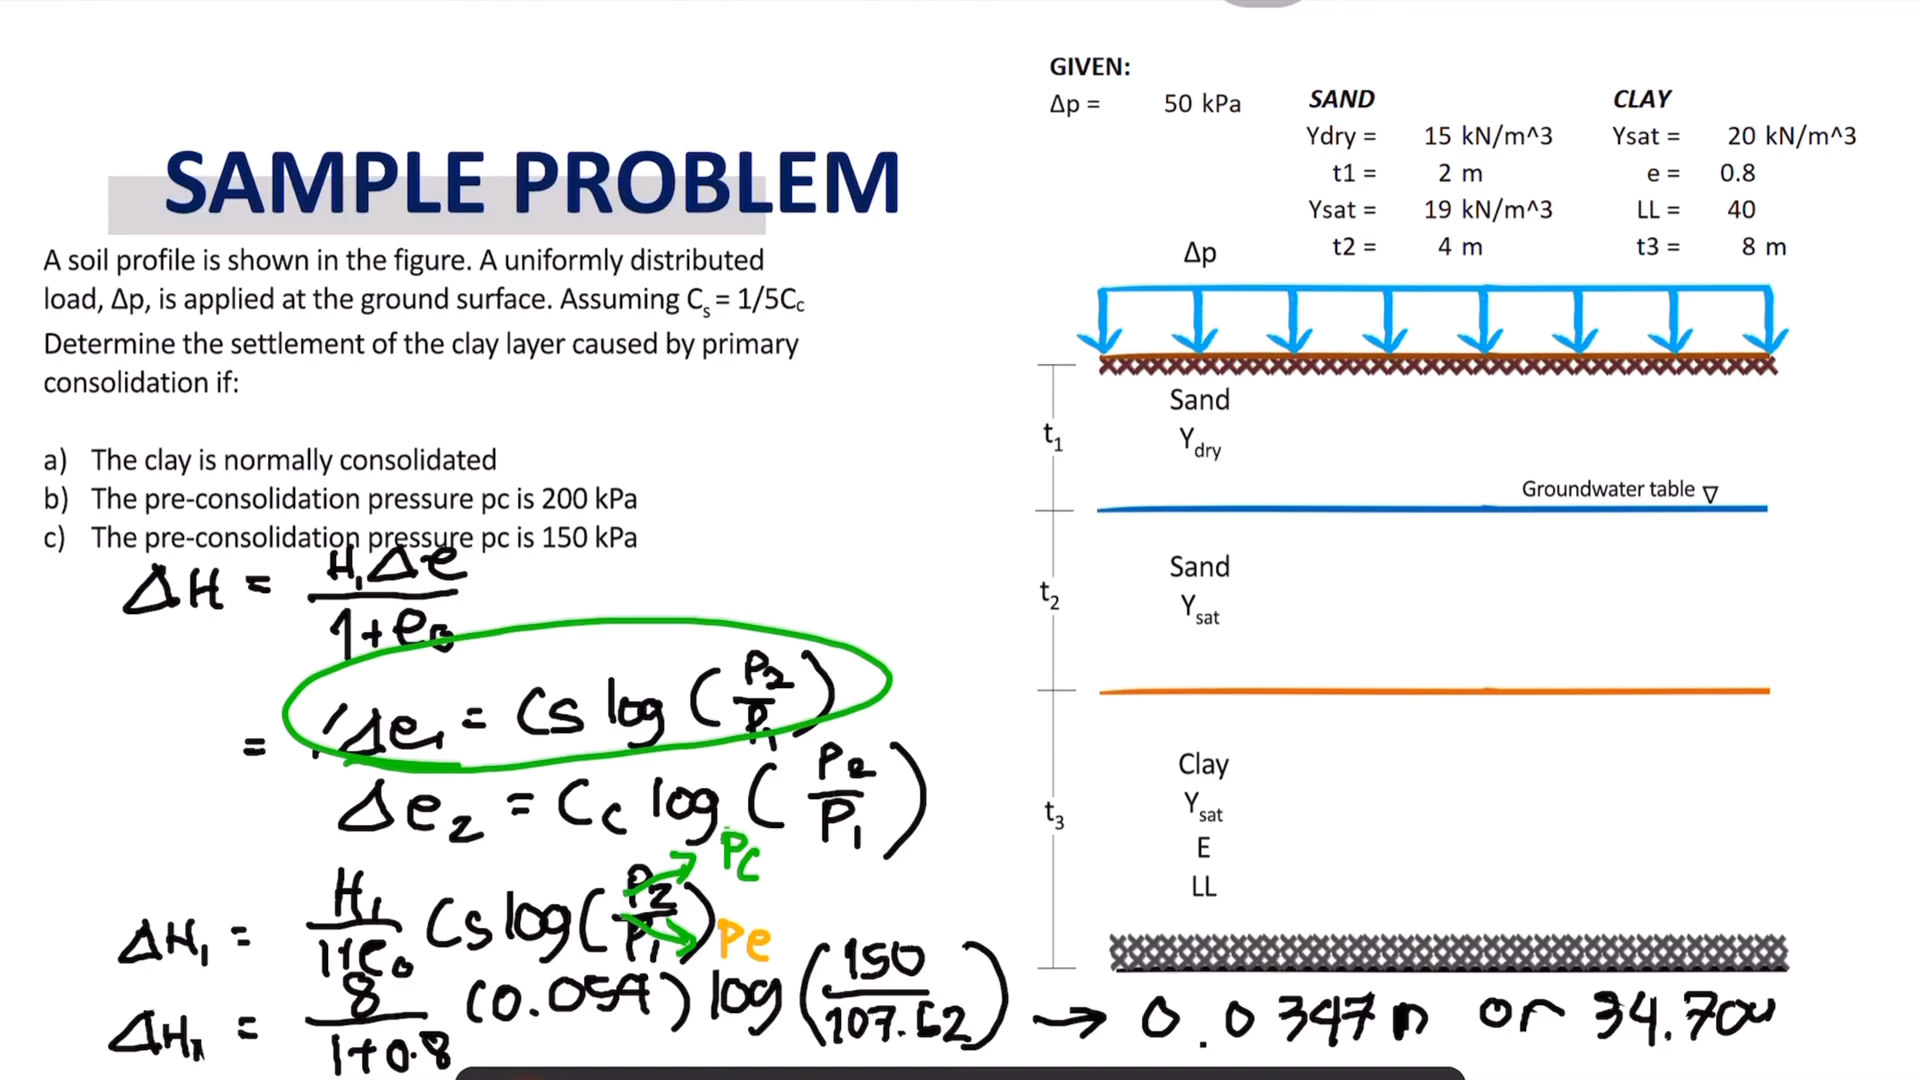 SAMPLE PROBLEM
A soil profile is shown in the figure. A uniformly distributed
load, Δp, is applied at the ground surface. Assuming Cs = 1/5Cc
Determine the settlement of the clay layer caused by primary
consolidation if:
a) The clay is normally consolidated
b) The pre-consolidation pressure pc is 200 kPa
c) The pre-consolidation pressure pc is 150 kPa
ΔH = H₁Δe / 1+e₀
= Δe₁ = Cs log (P₂/P₁)
Δe₂ = Cc log (P₂/P₁)
Pc
ΔH₁ = H₁/1+e₀ Cs log (P₂/P₁)
Pe
ΔH₁ = 8/1+0.8 (0.054) log (150/107.62) → 0.0347m or 34.70
GIVEN:
Δp = 50 kPa
SAND
Ydry = 15 kN/m^3
t1 = 2 m
Ysat = 19 kN/m^3
t2 = 4 m
CLAY
Ysat = 20 kN/m^3
e = 0.8
LL = 40
t3 = 8 m
Δp
t₁
Sand
Ydry
Groundwater table
t₂
Sand
Ysat
t₃
Clay
Ysat
E
LL